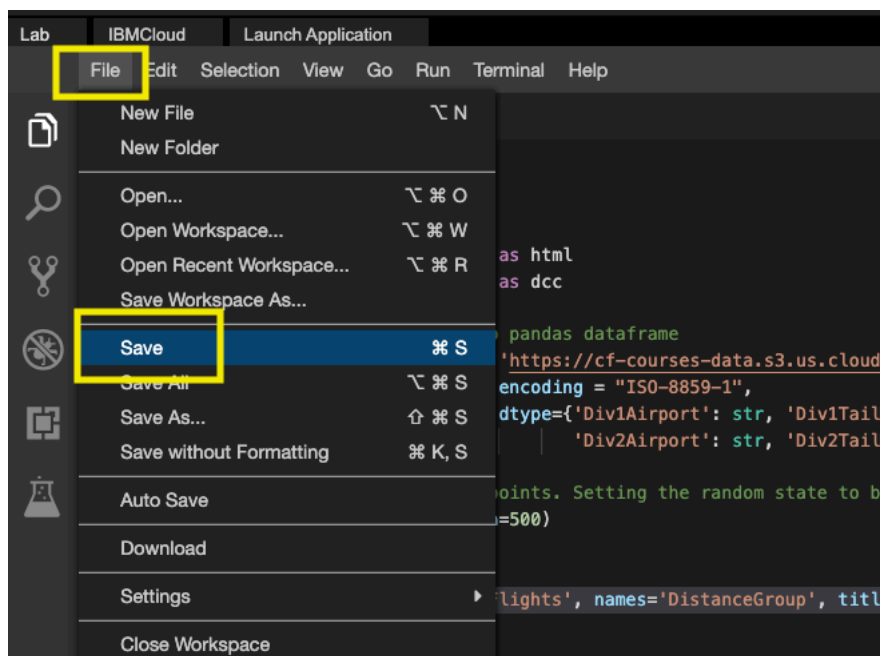 Lab IBMCloud Launch Application
File Edit Selection View Go Run Terminal Help
New File ⌥ N
New Folder
Open... ⌥ ⌘ O
Open Workspace... ⌥ ⌘ W
Open Recent Workspace... ⌥ ⌘ R
Save Workspace As...
Save ⌘ S
Save All ⌥ ⌘ S
Save As... ⇧ ⌘ S
Save without Formatting ⌘ K, S
Auto Save
Download
Settings
Close Workspace
as html
as dcc
pandas dataframe
'https://cf-courses-data.s3.us.cloud
encoding = "ISO-8859-1",
dtype={'Div1Airport': str, 'Div1Tail
'Div2Airport': str, 'Div2Tail
oints. Setting the random state to b
=500)
lights', names='DistanceGroup', titl